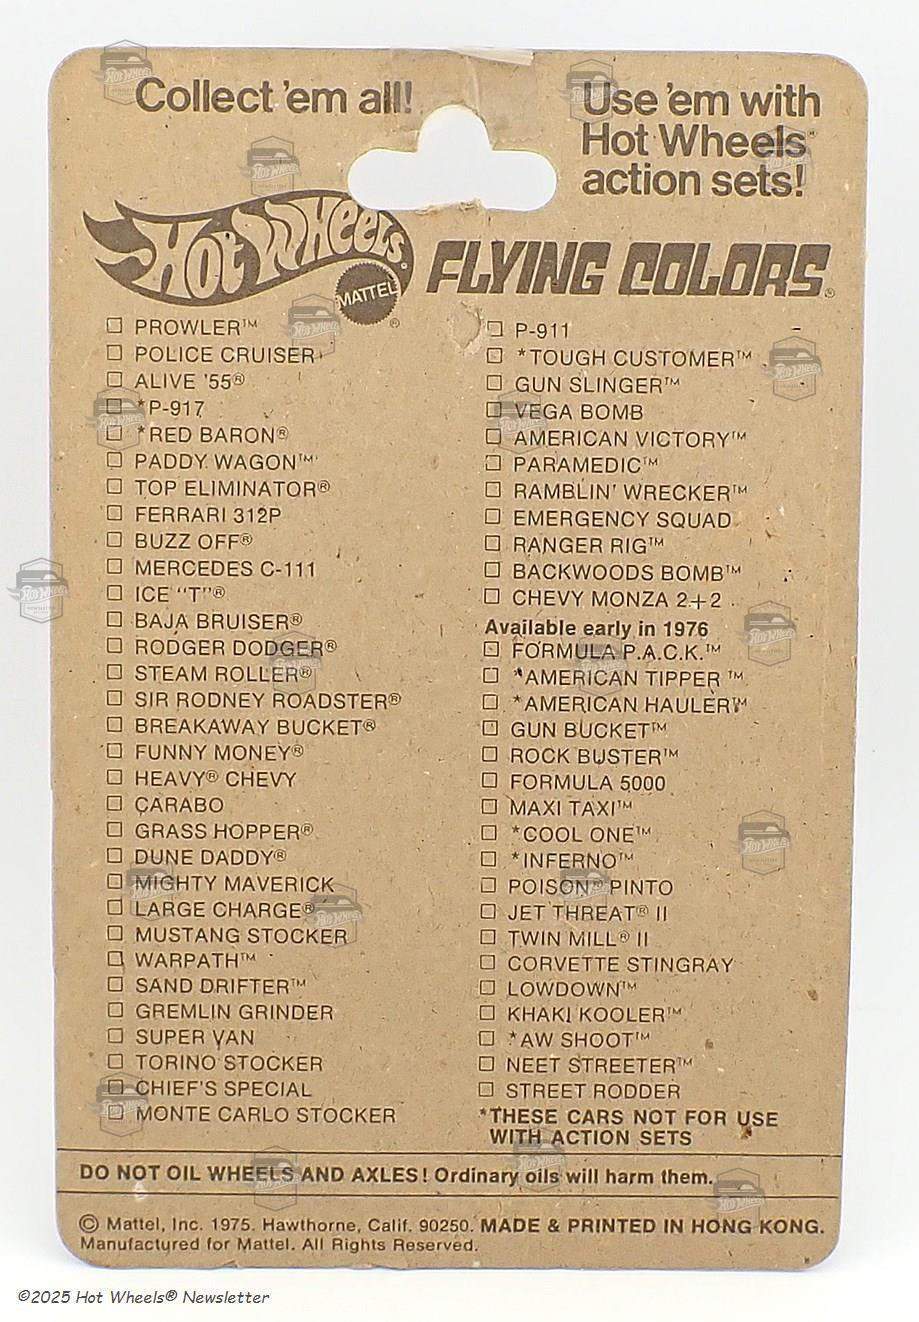 Collect 'em all!
Use 'em with
Hot Wheels®
action sets!
Hot Wheels®
MATTEL®
FLYING COLORS®
☐ PROWLER™
☐ POLICE CRUISER
☐ ALIVE '55®
☐ *P-917
☐ *RED BARON®
☐ PADDY WAGON™
☐ TOP ELIMINATOR®
☐ FERRARI 312P
☐ BUZZ OFF®
☐ MERCEDES C-111
☐ ICE "T"®
☐ BAJA BRUISER®
☐ RODGER DODGER®
☐ STEAM ROLLER®
☐ SIR RODNEY ROADSTER®
☐ BREAKAWAY BUCKET®
☐ FUNNY MONEY®
☐ HEAVY® CHEVY
☐ CARABO
☐ GRASS HOPPER®
☐ DUNE DADDY®
☐ MIGHTY MAVERICK
☐ LARGE CHARGE®
☐ MUSTANG STOCKER
☐ WARPATH™
☐ SAND DRIFTER™
☐ GREMLIN GRINDER
☐ SUPER VAN
☐ TORINO STOCKER
☐ CHIEF'S SPECIAL
☐ MONTE CARLO STOCKER
☐ P-911
☐ *TOUGH CUSTOMER™
☐ GUN SLINGER™
☐ VEGA BOMB
☐ AMERICAN VICTORY™
☐ PARAMEDIC™
☐ RAMBLIN' WRECKER™
☐ EMERGENCY SQUAD
☐ RANGER RIG™
☐ BACKWOODS BOMB™
☐ CHEVY MONZA 2+2
Available early in 1976
☐ FORMULA P.A.C.K.™
☐ *AMERICAN TIPPER™
☐ *AMERICAN HAULER™
☐ GUN BUCKET™
☐ ROCK BUSTER™
☐ FORMULA 5000
☐ MAXI TAXI™
☐ *COOL ONE™
☐ *INFERNO™
☐ POISON™ PINTO
☐ JET THREAT® II
☐ TWIN MILL® II
☐ CORVETTE STINGRAY
☐ LOWDOWN™
☐ KHAKI KOOLER™
☐ *AW SHOOT™
☐ NEET STREETER™
☐ STREET RODDER
*THESE CARS NOT FOR USE
WITH ACTION SETS
DO NOT OIL WHEELS AND AXLES! Ordinary oils will harm them.
© Mattel, Inc. 1975. Hawthorne, Calif. 90250. MADE & PRINTED IN HONG KONG.
Manufactured for Mattel. All Rights Reserved.
©2025 Hot Wheels® Newsletter